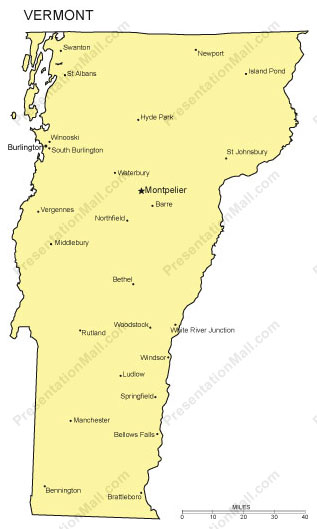 VERMONT
Swanton
Newport
St Albans
Island Pond
Hyde Park
Winooski
Burlington
South Burlington
St Johnsbury
Waterbury
Montpelier
Barre
Vergennes
Northfield
Middlebury
Bethel
Woodstock
White River Junction
Rutland
Windsor
Ludlow
Springfield
Manchester
Bellows Falls
Bennington
Brattleboro
MILES
0 10 20 30 40
PresentationMall.com